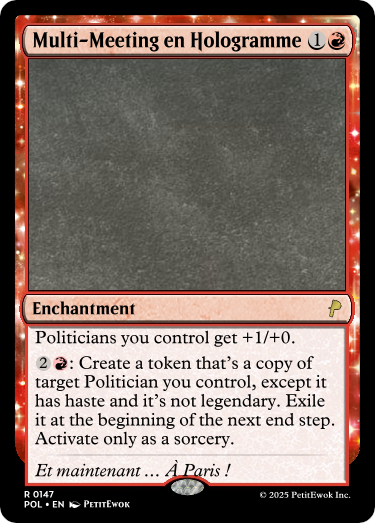 Multi-Meeting en Hologramme 1
Enchantment
Politicians you control get +1/+0.
2 : Create a token that's a copy of
target Politician you control, except it
has haste and it's not legendary. Exile
it at the beginning of the next end step.
Activate only as a sorcery.
Et maintenant … À Paris !
R 0147
POL • EN PetitEwok
© 2025 PetitEwok Inc.